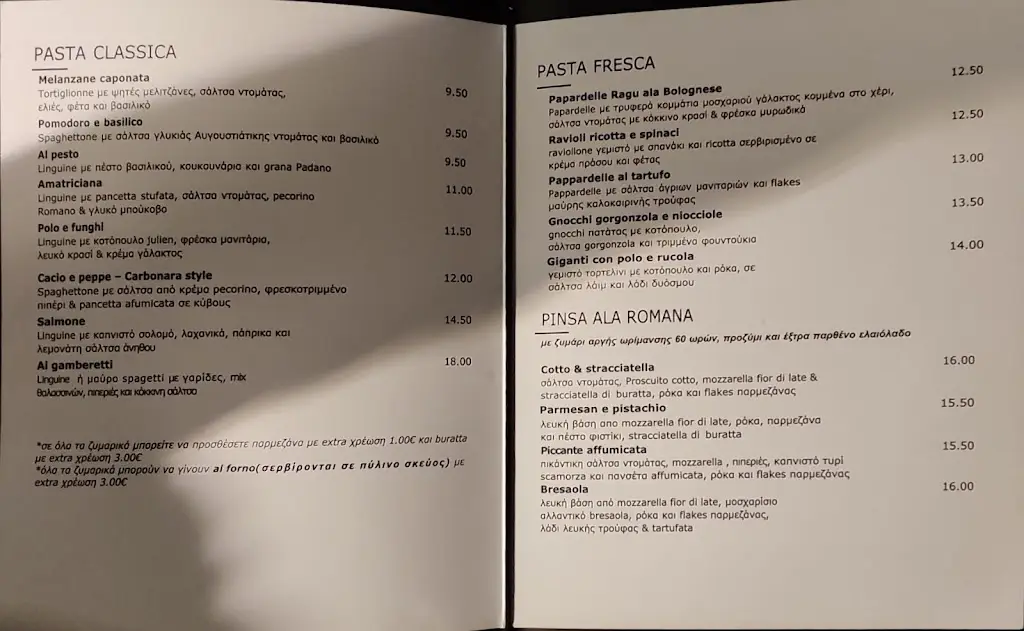 PASTA CLASSICA
Melanzane caponata
Tortiglionne με ψητές μελιτζάνες, σάλτσα ντομάτας, 9.50
ελιές, φέτα και βασιλικό
Pomodoro e basilico
Spaghettone με σάλτσα γλυκιάς Αυγουστιάτικης ντομάτας και βασιλικό 9.50
Al pesto
Linguine με πέστο βασιλικού, κουκουνάρια και grana Padano 9.50
Amatriciana 11.00
Linguine με pancetta stufata, σάλτσα ντομάτας, pecorino
Romano & γλυκό μπούκοβο
Polo e funghi 11.50
Linguine με κοτόπουλο julien, φρέσκα μανιτάρια,
λευκό κρασί & κρέμα γάλακτος
Cacio e peppe – Carbonara style 12.00
Spaghettone με σάλτσα από κρέμα pecorino, φρεσκοτριμμένο
πιπέρι & pancetta afumicata σε κύβους
Salmone 14.50
Linguine με καπνιστό σολομό, λαχανικά, πάπρικα και
λεμονάτη σάλτσα άνηθου
Al gamberetti 18.00
Linguine ή μαύρο spagetti με γαρίδες, mix
θαλασσινών, πιπεριές και κόκκινη σάλτσα
*σε όλα τα ζυμαρικά μπορείτε να προσθέσετε παρμεζάνα με extra χρέωση 1.00€ και buratta
με extra χρέωση 3.00€
*όλα τα ζυμαρικά μπορούν να γίνουν al forno(σερβίρονται σε πύλινο σκεύος) με
extra χρέωση 3.00€
PASTA FRESCA
Papardelle Ragu ala Bolognese 12.50
Papardelle με τρυφερά κομμάτια μοσχαριού γάλακτος κομμένα στο χέρι,
σάλτσα ντομάτας με κόκκινο κρασί & φρέσκα μυρωδικά
Ravioli ricotta e spinaci 12.50
raviollone γεμιστό με σπανάκι και ricotta σερβιρισμένο σε
κρέμα πράσου και φέτας
Pappardelle al tartufo 13.00
Pappardelle με σάλτσα άγριων μανιταριών και flakes
μαύρης καλοκαιρινής τρούφας
Gnocchi gorgonzola e niocciole 13.50
gnocchi πατάτας με κοτόπουλο,
σάλτσα gorgonzola και τριμμένα φουντούκια
Giganti con polo e rucola 14.00
γεμιστό τορτελίνι με κοτόπουλο και ρόκα, σε
σάλτσα λάιμ και λάδι δυόσμου
PINSA ALA ROMANA
με ζυμάρι αργής ωρίμανσης 60 ωρών, προζύμι και έξτρα παρθένο ελαιόλαδο
Cotto & stracciatella 16.00
σάλτσα ντομάτας, Proscuito cotto, mozzarella fior di late &
stracciatella di buratta, ρόκα και flakes παρμεζάνας
Parmesan e pistachio 15.50
λευκή βάση απο mozzarella fior di late, ρόκα, παρμεζάνα
και πέστο φιστίκι, stracciatella di buratta
Piccante affumicata 15.50
πικάντικη σάλτσα ντομάτας, mozzarella , πιπεριές, καπνιστό τυρί
scamorza και πανσέτα affumicata, ρόκα και flakes παρμεζάνας
Bresaola 16.00
λευκή βάση από mozzarella fior di late, μοσχαρίσιο
αλλαντικό bresaola, ρόκα και flakes παρμεζάνας,
λάδι λευκής τρούφας & tartufata